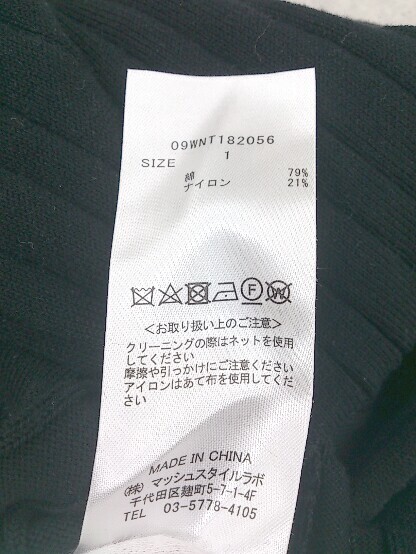 09WNT182056
SIZE 1
綿 79%
ナイロン 21%
F W
<お取り扱い上のご注意>
クリーニングの際はネットを使用
してください
摩擦や引っかけにご注意ください
アイロンはあて布を使用してくださ
い
MADE IN CHINA
㈱ マッシュスタイルラボ
千代田区麹町5-7-1-4F
TEL 03-5778-4105